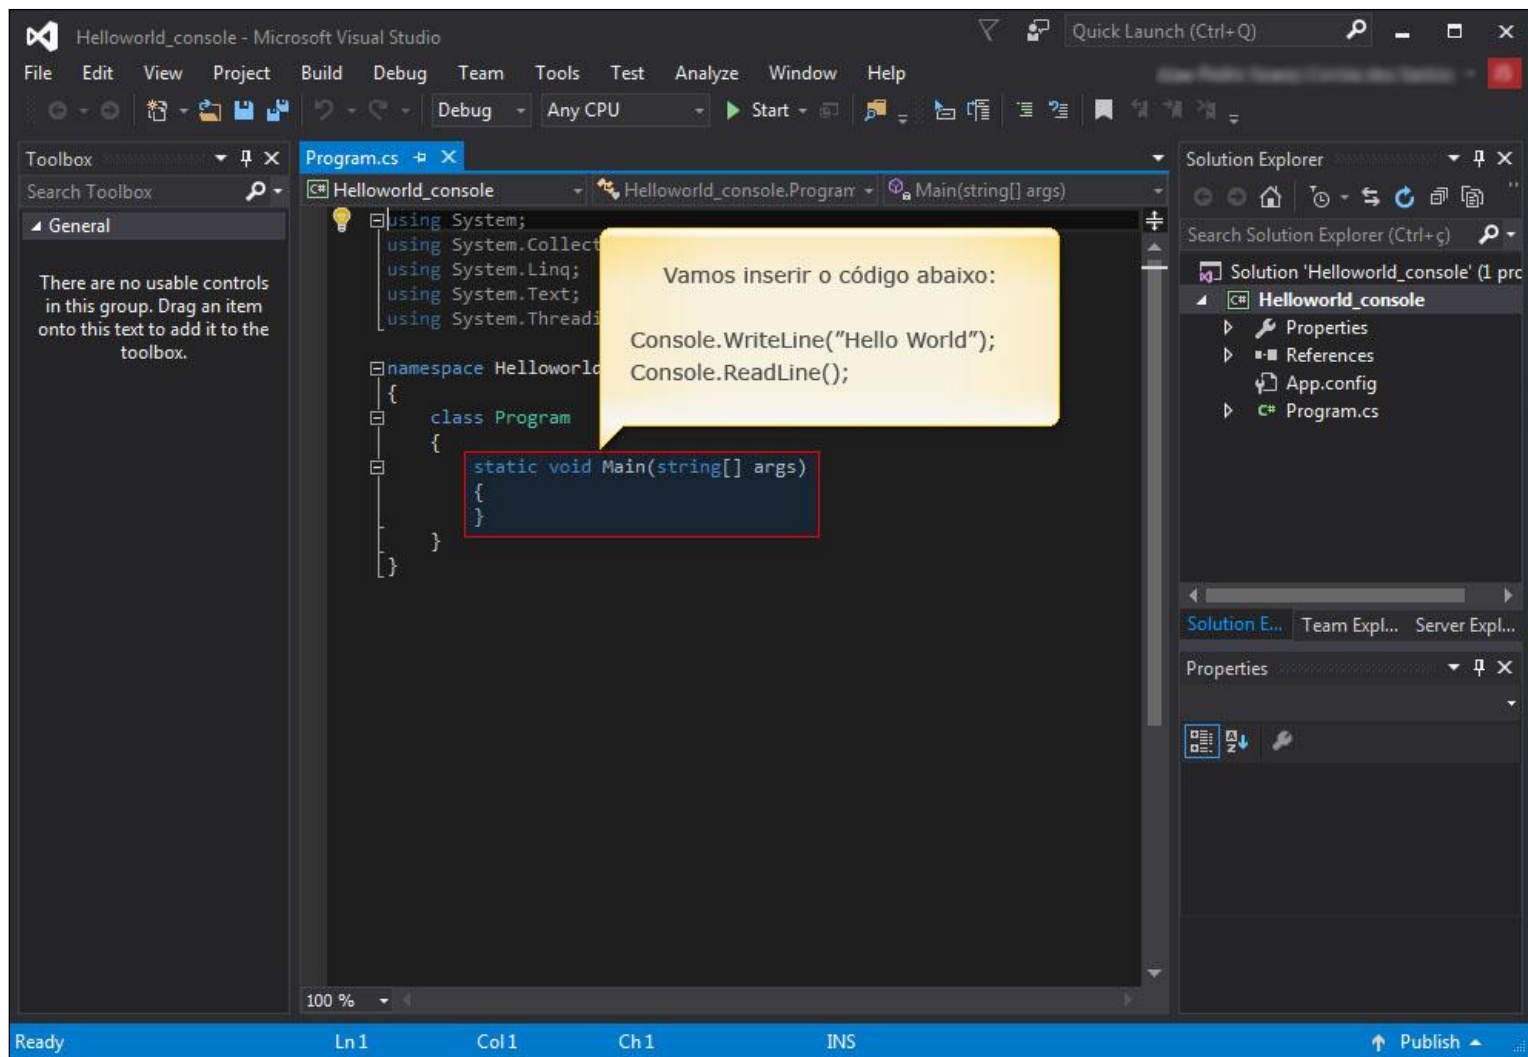 Helloworld_console - Microsoft Visual Studio
Quick Launch (Ctrl+Q)
File Edit View Project Build Debug Team Tools Test Analyze Window Help
Debug Any CPU Start
Toolbox
Search Toolbox
General
There are no usable controls
in this group. Drag an item
onto this text to add it to the
toolbox.
Program.cs
Helloworld_console Helloworld_console.Program Main(string[] args)
using System;
using System.Collect
using System.Linq;
using System.Text;
using System.Threadi
namespace Helloworld
{
class Program
{
static void Main(string[] args)
{
}
}
}
Vamos inserir o código abaixo:
Console.WriteLine("Hello World");
Console.ReadLine();
100 %
Solution Explorer
Search Solution Explorer (Ctrl+ç)
Solution 'Helloworld_console' (1 prc
Helloworld_console
Properties
References
App.config
Program.cs
Solution E... Team Expl... Server Expl...
Properties
Ready Ln 1 Col 1 Ch 1 INS Publish